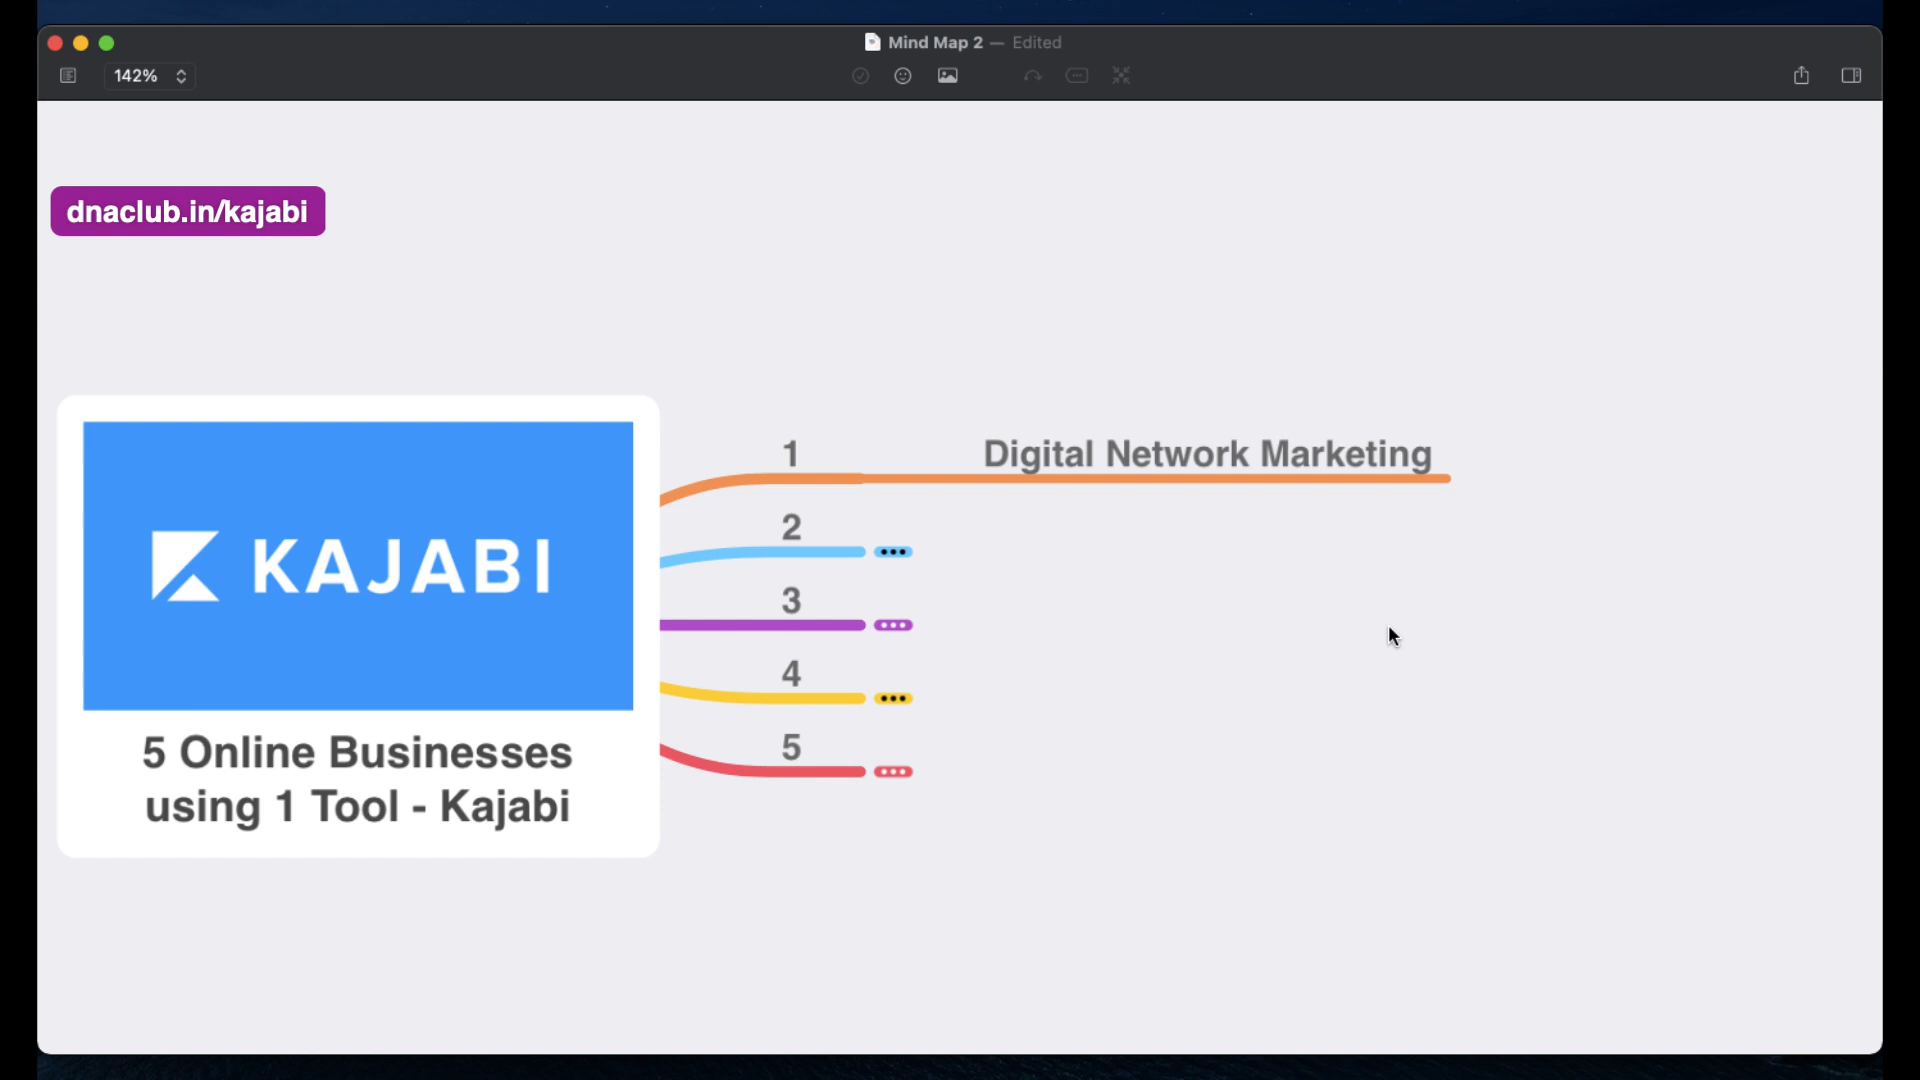 Mind Map 2 — Edited
142%
dnaclub.in/kajabi
KAJABI
5 Online Businesses
using 1 Tool - Kajabi
1
Digital Network Marketing
2
3
4
5